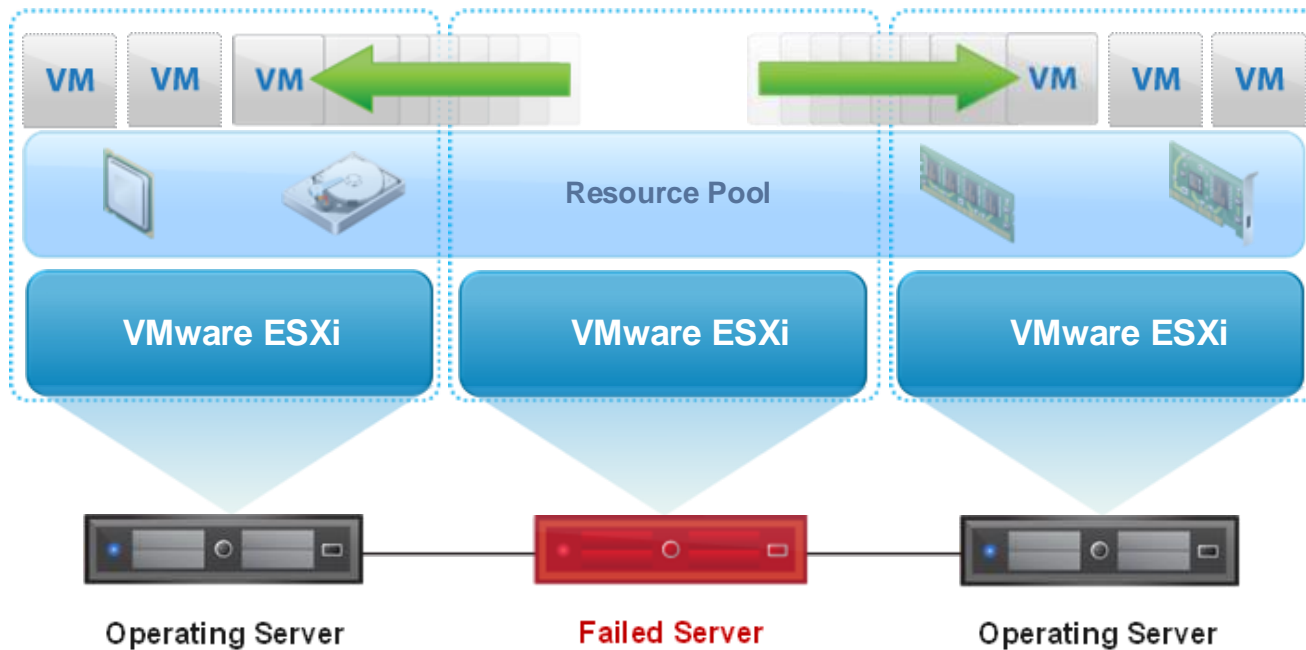 VM VM VM VM VM VM
Resource Pool
VMware ESXi VMware ESXi VMware ESXi
Operating Server Failed Server Operating Server